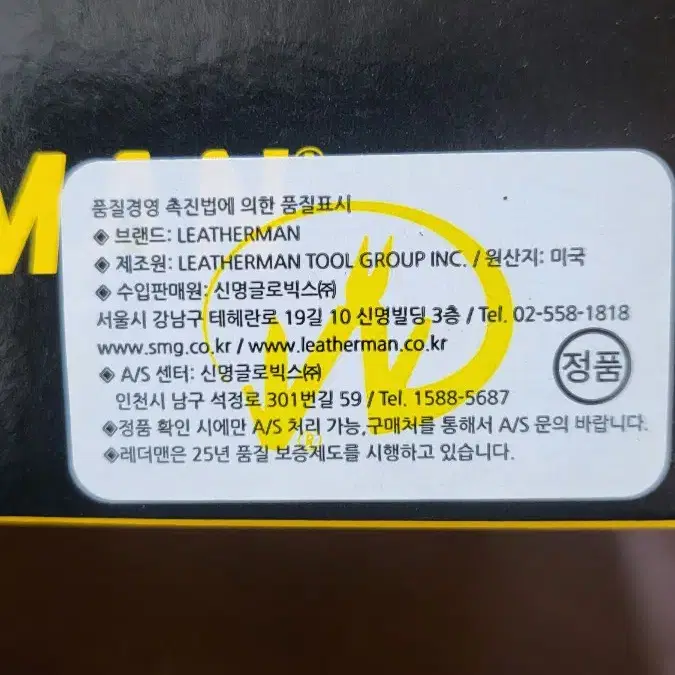 MAN®
품질경영 촉진법에 의한 품질표시
◈ 브랜드: LEATHERMAN
◈ 제조원: LEATHERMAN TOOL GROUP INC. / 원산지: 미국
◈ 수입판매원: 신명글로빅스㈜
서울시 강남구 테헤란로 19길 10 신명빌딩 3층 / Tel. 02-558-1818
www.smg.co.kr / www.leatherman.co.kr
정품
◈ A/S 센터: 신명글로빅스㈜
인천시 남구 석정로 301번길 59 / Tel. 1588-5687
◈정품 확인 시에만 A/S 처리 가능,구매처를 통해서 A/S 문의 바랍니다.
◈레더맨은 25년 품질 보증제도를 시행하고 있습니다.